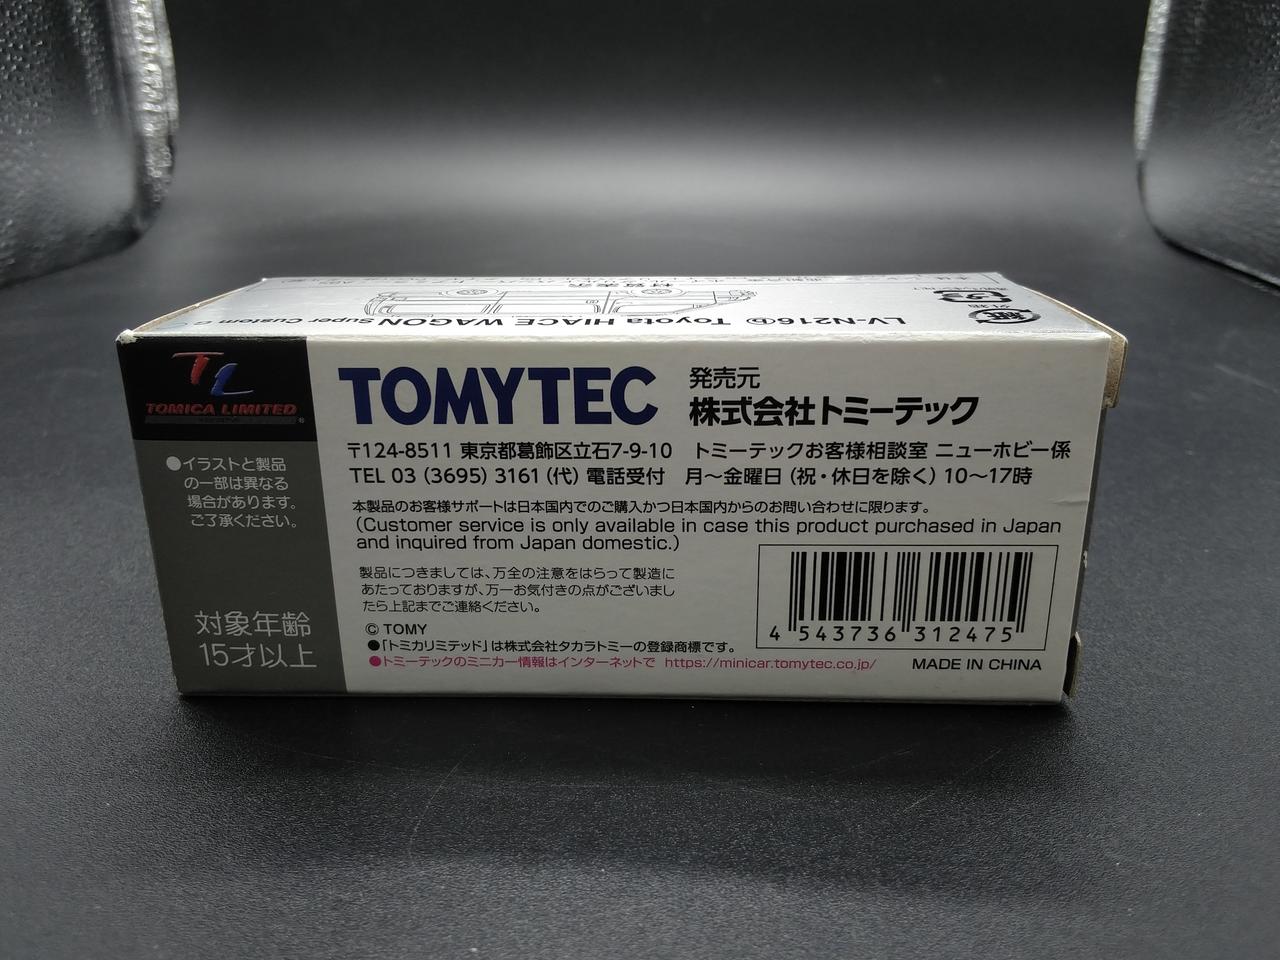 LV-N216 b Toyota HIACE WAGON Super Custom G
材質表示
紙
外箱
TL
TOMICA LIMITED
TOMYTEC
発売元
株式会社トミーテック
〒124-8511 東京都葛飾区立石7-9-10 トミーテックお客様相談室 ニューホビー係
TEL 03 (3695) 3161 (代) 電話受付 月〜金曜日 (祝・休日を除く) 10〜17時
●イラストと製品
の一部は異なる
場合があります。
ご了承ください。
本製品のお客様サポートは日本国内でのご購入かつ日本国内からのお問い合わせに限ります。
(Customer service is only available in case this product purchased in Japan
and inquired from Japan domestic.)
製品につきましては、万全の注意をはらって製造に
あたっておりますが、万一お気付きの点がございまし
たら上記までご連絡ください。
© TOMY
●「トミカリミテッド」は株式会社タカラトミーの登録商標です。
●トミーテックのミニカー情報はインターネットで https://minicar.tomytec.co.jp/
対象年齢
15才以上
4 543736 312475
MADE IN CHINA